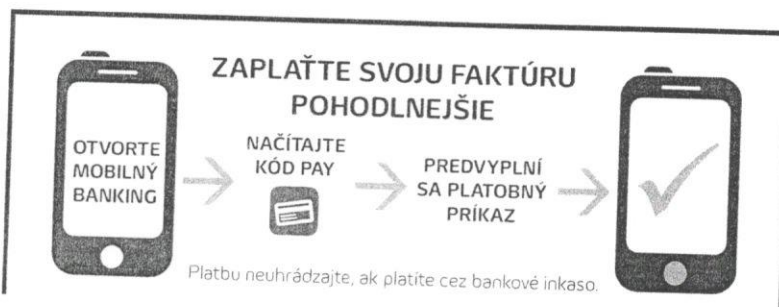 ZAPLAŤTE SVOJU FAKTÚRU
POHODLNEJŠIE
OTVORTE
MOBILNÝ
BANKING
NAČÍTAJTE
KÓD PAY
PREDVYPLNÍ
SA PLATOBNÝ
PRÍKAZ
Platbu neuhrádzajte, ak platíte cez bankové inkaso.